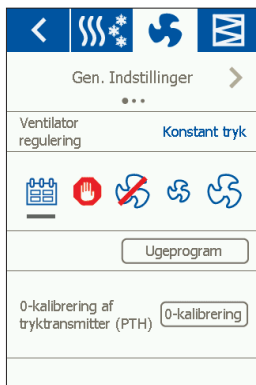 Gen. Indstillinger
Ventilator
regulering
Konstant tryk
Ugeprogram
0-kalibrering af
tryktransmitter (PTH)
0-kalibrering